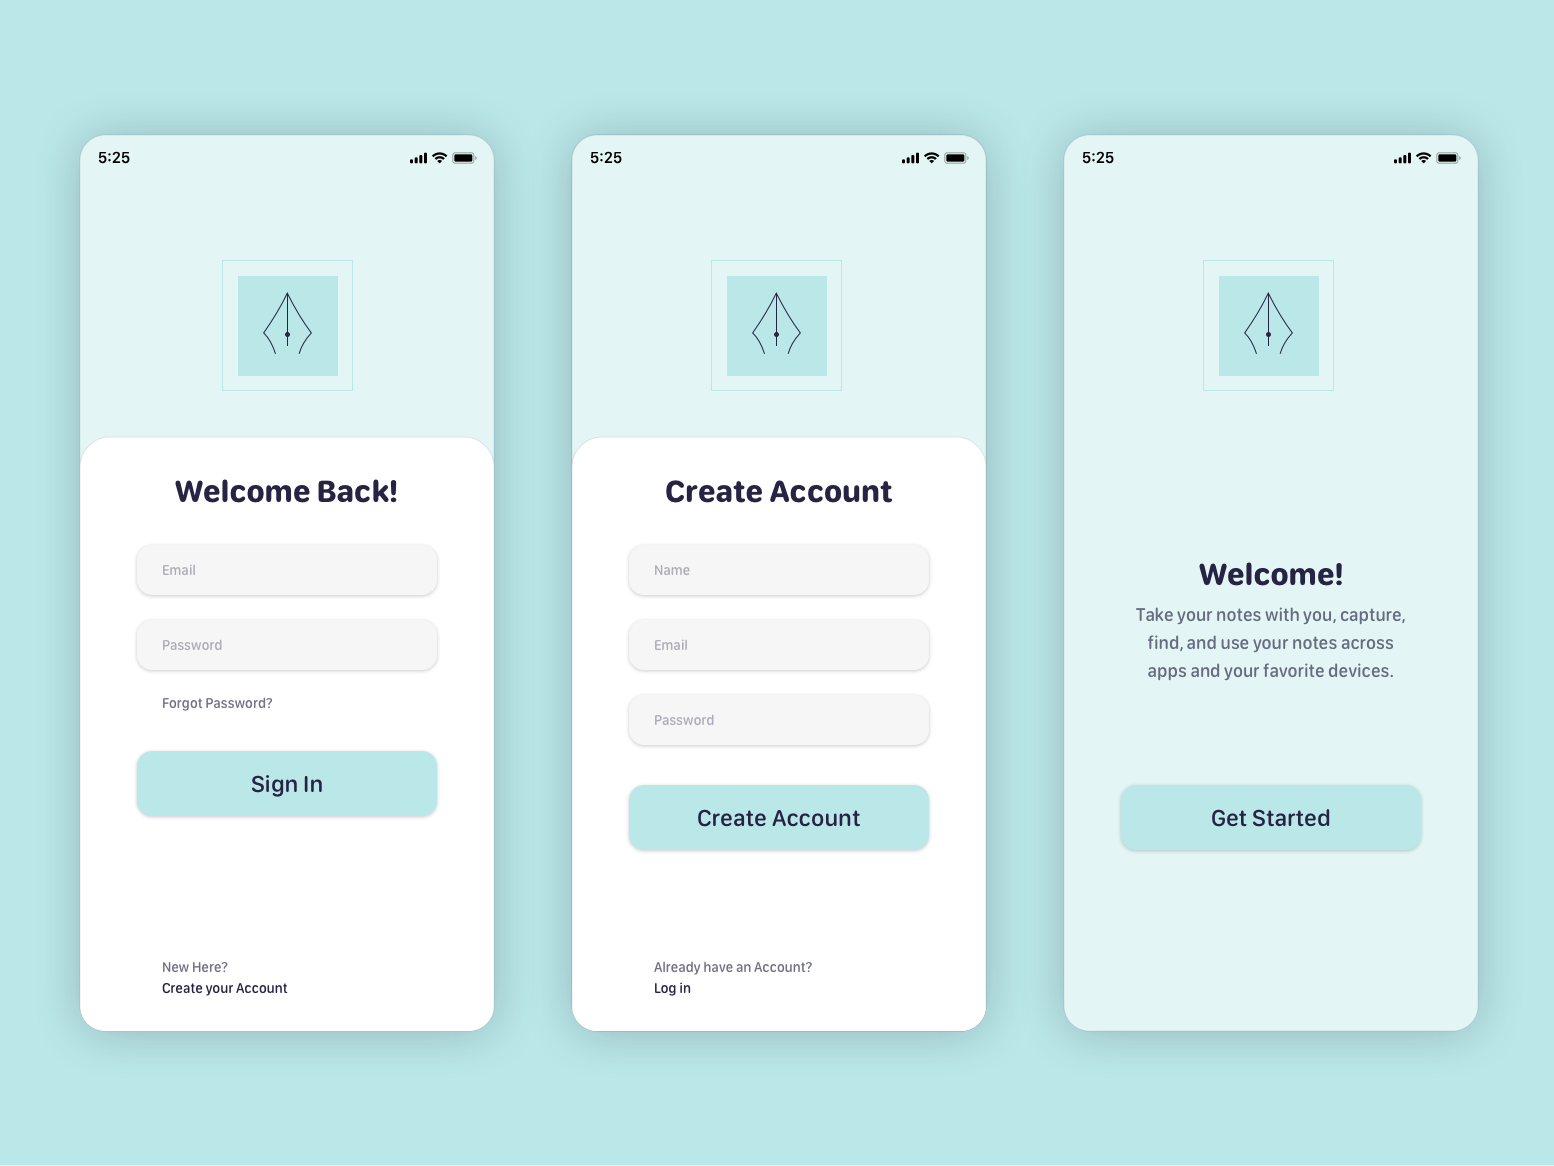 5:25
Welcome Back!
Email
Password
Forgot Password?
Sign In
New Here?
Create your Account
5:25
Create Account
Name
Email
Password
Create Account
Already have an Account?
Log in
5:25
Welcome!
Take your notes with you, capture,
find, and use your notes across
apps and your favorite devices.
Get Started